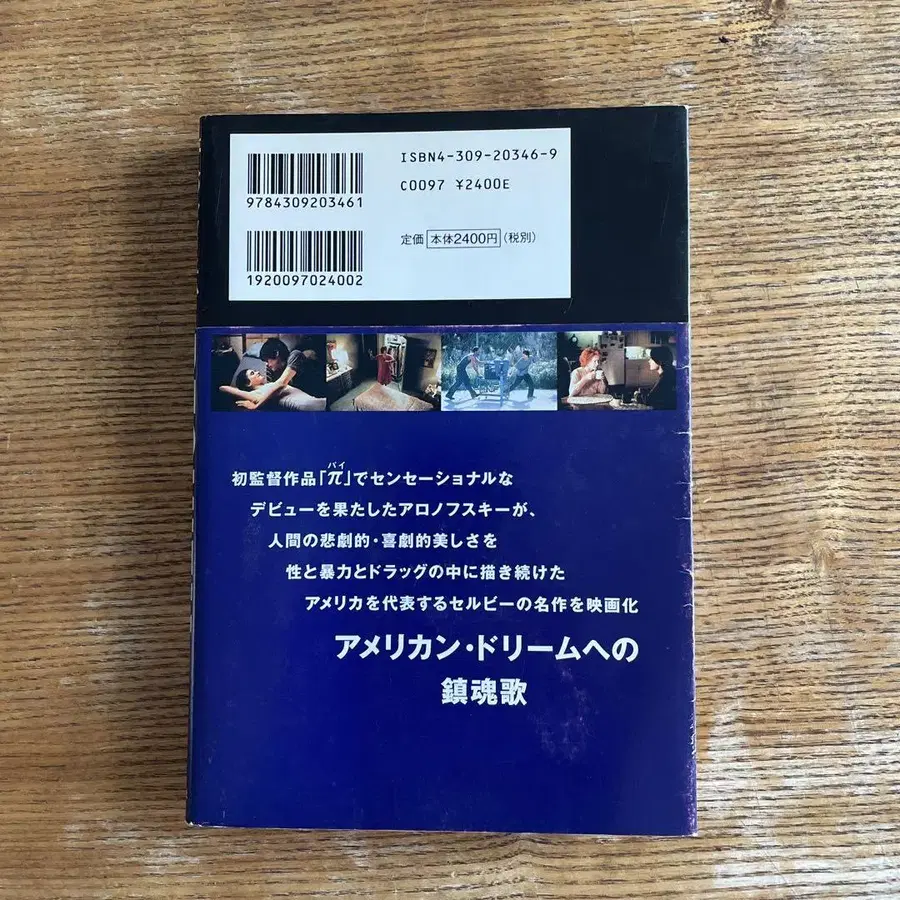 ISBN4-309-20346-9
C0097 ¥2400E
9784309203461
定価 本体2400円 (税別)
1920097024002
初監督作品「π」でセンセーショナルな
パイ
デビューを果たしたアロノフスキーが、
人間の悲劇的・喜劇的美しさを
性と暴力とドラッグの中に描き続けた
アメリカを代表するセルビーの名作を映画化
アメリカン・ドリームへの
鎮魂歌